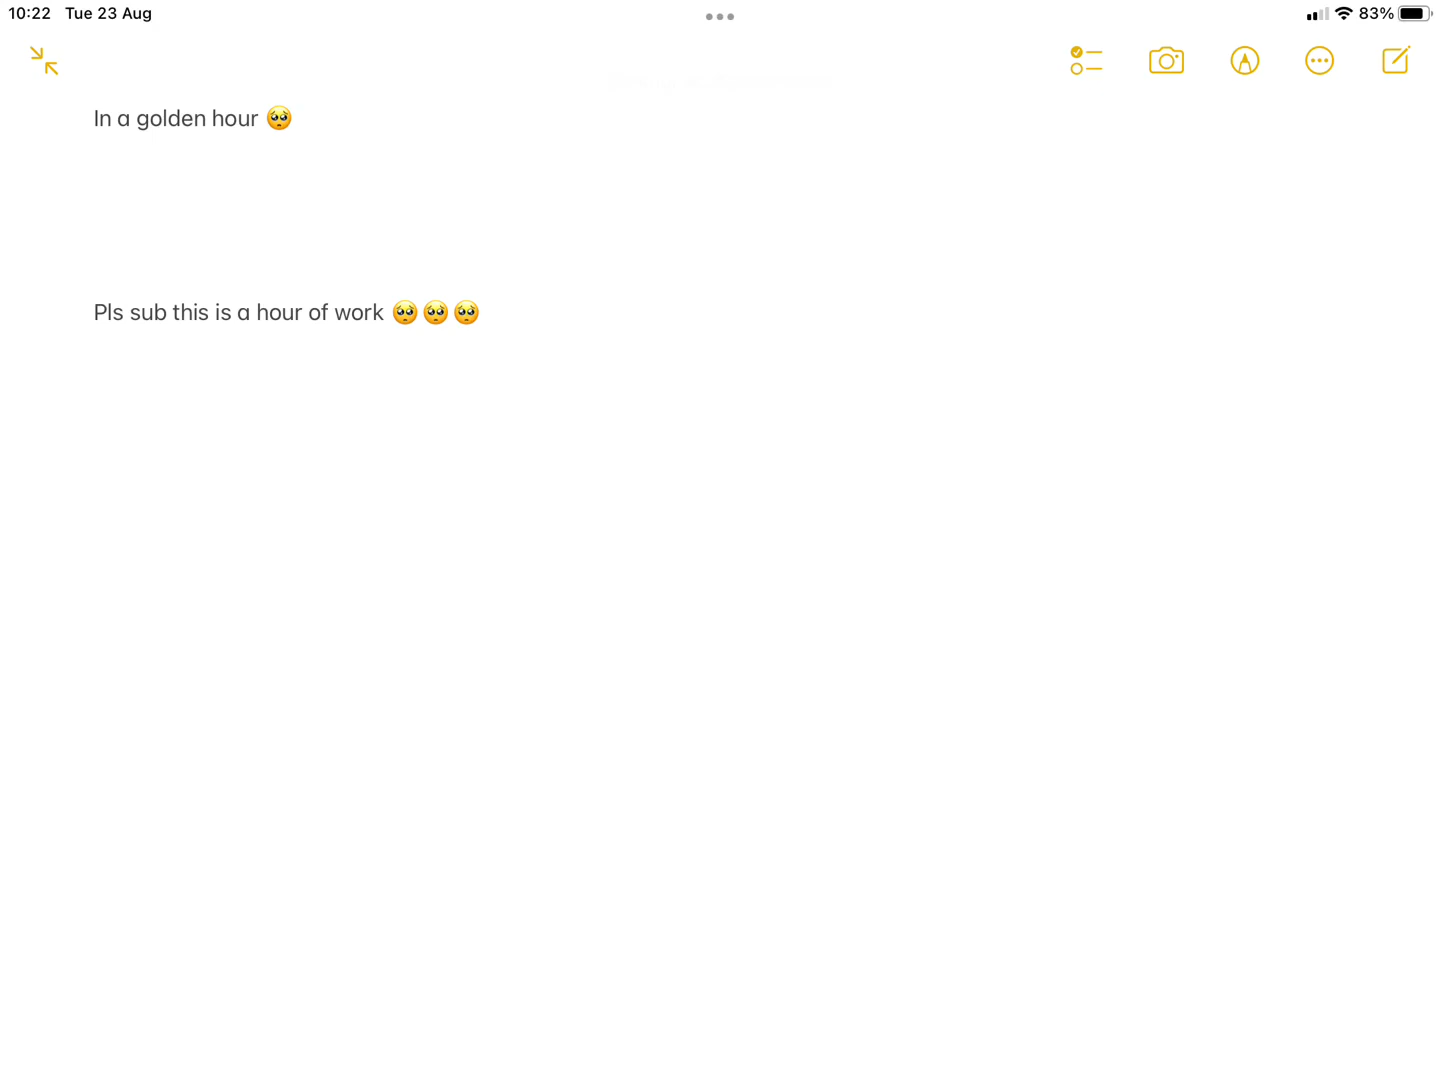 10:22 Tue 23 Aug 83%
In a golden hour 🥺
Pls sub this is a hour of work 🥺🥺🥺